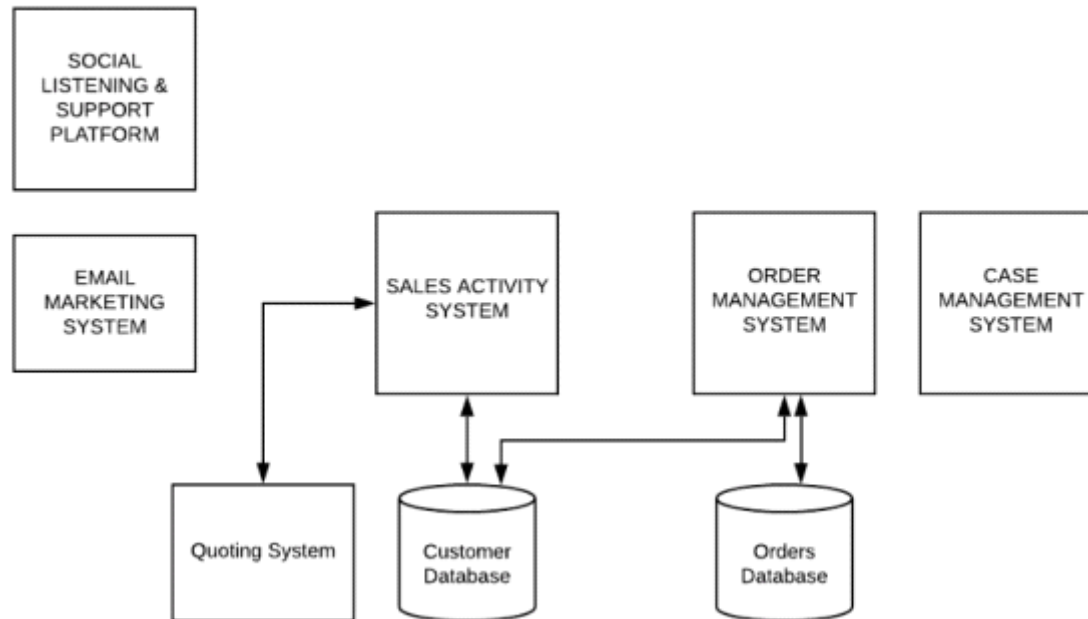 SOCIAL
LISTENING &
SUPPORT
PLATFORM
EMAIL
MARKETING
SYSTEM
SALES ACTIVITY
SYSTEM
ORDER
MANAGEMENT
SYSTEM
CASE
MANAGEMENT
SYSTEM
Quoting System
Customer
Database
Orders
Database